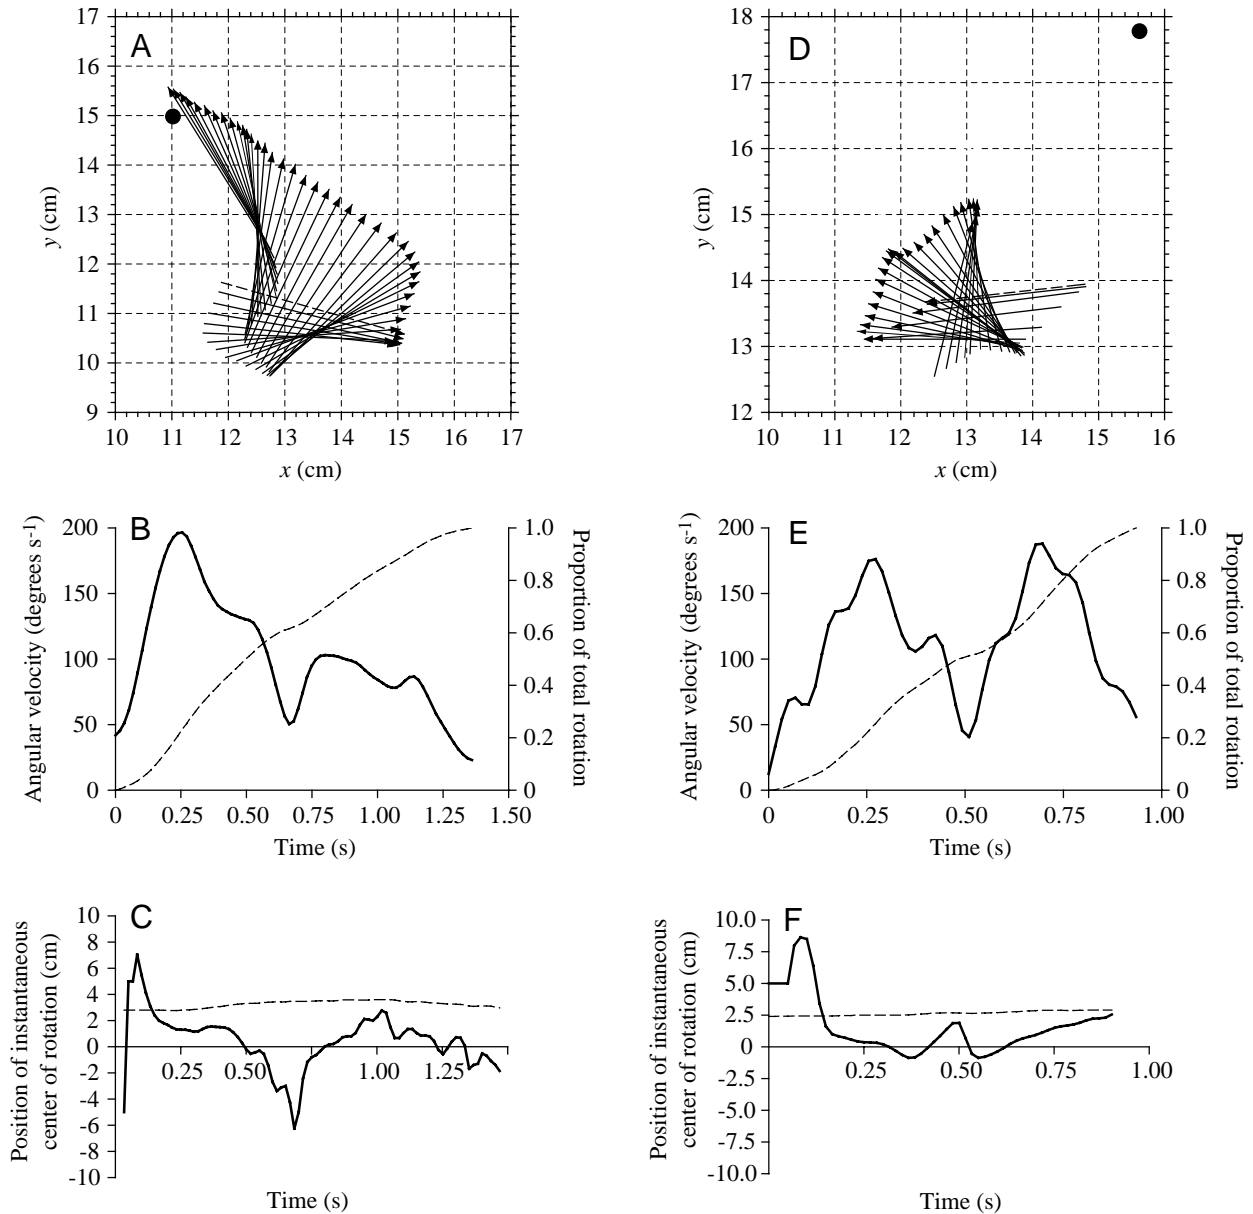 A
17
16
15
14
13
12
11
10
9
y (cm)
10 11 12 13 14 15 16 17
x (cm)
D
18
17
16
15
14
13
12
y (cm)
10 11 12 13 14 15 16
x (cm)
B
200
150
100
50
0
Angular velocity (degrees s-1)
1.0
0.8
0.6
0.4
0.2
0
Proportion of total
rotation
0 0.25 0.50 0.75 1.00 1.25 1.50
Time (s)
E
200
150
100
50
0
Angular velocity (degrees s-1)
1.0
0.8
0.6
0.4
0.2
0
Proportion of total
rotation
0 0.25 0.50 0.75 1.00
Time (s)
C
10
8
6
4
2
0
-2
-4
-6
-8
-10
Position of instantaneous
center of rotation (cm)
0.25 0.50 1.00 1.25
Time (s)
F
10.0
7.5
5.0
2.5
0
-2.5
-5.0
-7.5
-10.0
Position of instantaneous
center of rotation (cm)
0.25 0.50 0.75 1.00
Time (s)